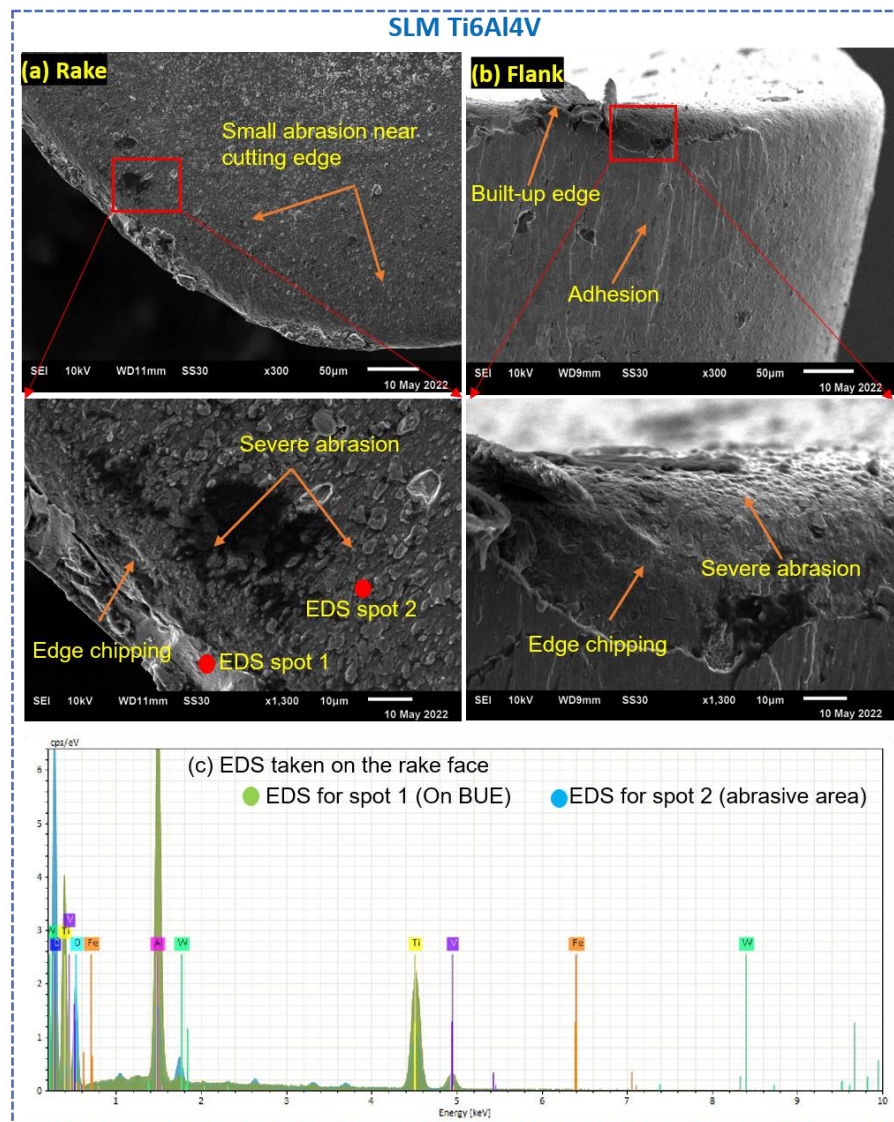 SLM Ti6Al4V
(a) Rake
Small abrasion near
cutting edge
SEI 10kV WD11mm SS30 x300 50µm
10 May 2022
(b) Flank
Built-up edge
Adhesion
SEI 10kV WD9mm SS30 x300 50µm
10 May 2022
Severe abrasion
EDS spot 2
Edge chipping
EDS spot 1
SEI 10kV WD11mm SS30 x1,300 10µm
10 May 2022
Severe abrasion
Edge chipping
SEI 10kV WD9mm SS30 x1,300 10µm
10 May 2022
cps/eV
(c) EDS taken on the rake face
EDS for spot 1 (On BUE) EDS for spot 2 (abrasive area)
6
5
4
3
2
1
0
V
W C Ti O Fe Al W Ti V Fe W
1 2 3 4 5 6 7 8 9 10
Energy [keV]